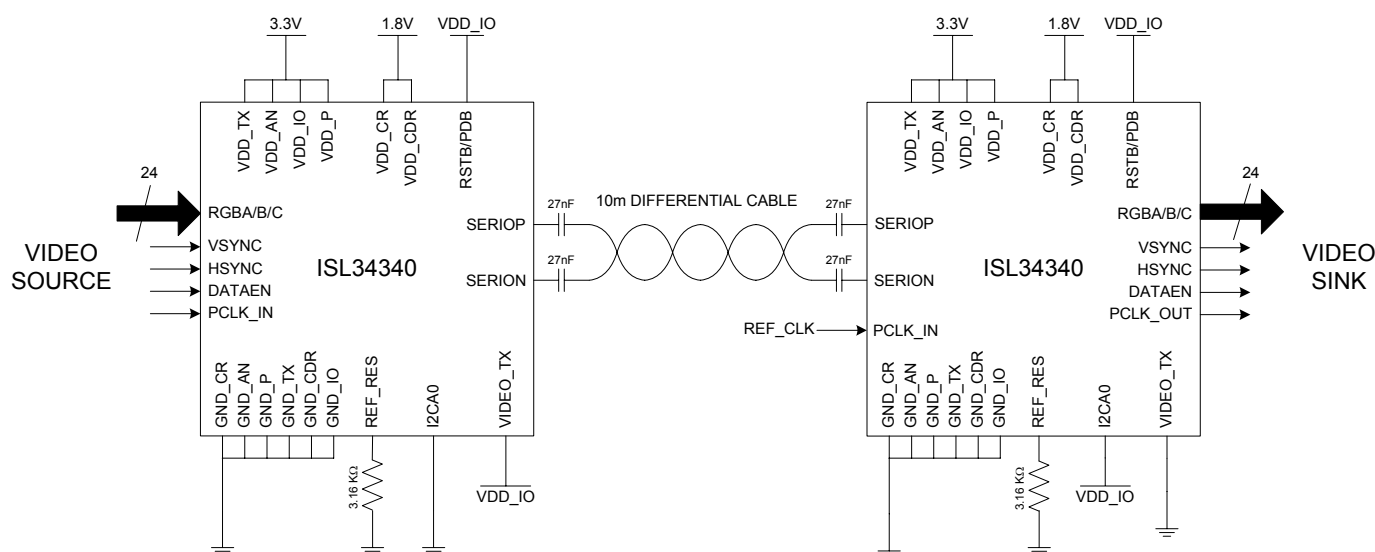 3.3V
1.8V
VDD_IO
3.3V
1.8V
VDD_IO
VDD_TX
VDD_AN
VDD_IO
VDD_P
VDD_CR
VDD_CDR
RSTB/PDB
VDD_TX
VDD_AN
VDD_IO
VDD_P
VDD_CR
VDD_CDR
RSTB/PDB
24
RGBA/B/C
VIDEO
SOURCE
VSYNC
HSYNC
DATAEN
PCLK_IN
ISL34340
SERIOP
SERION
27nF
27nF
10m DIFFERENTIAL CABLE
27nF
27nF
SERIOP
SERION
ISL34340
REF_CLK
PCLK_IN
24
RGBA/B/C
VSYNC
HSYNC
DATAEN
PCLK_OUT
VIDEO
SINK
GND_CR
GND_AN
GND_P
GND_TX
GND_CDR
GND_IO
REF_RES
I2CA0
VIDEO_TX
3.16 KΩ
VDD_IO
GND_CR
GND_AN
GND_P
GND_TX
GND_CDR
GND_IO
REF_RES
I2CA0
VIDEO_TX
3.16 KΩ
VDD_IO